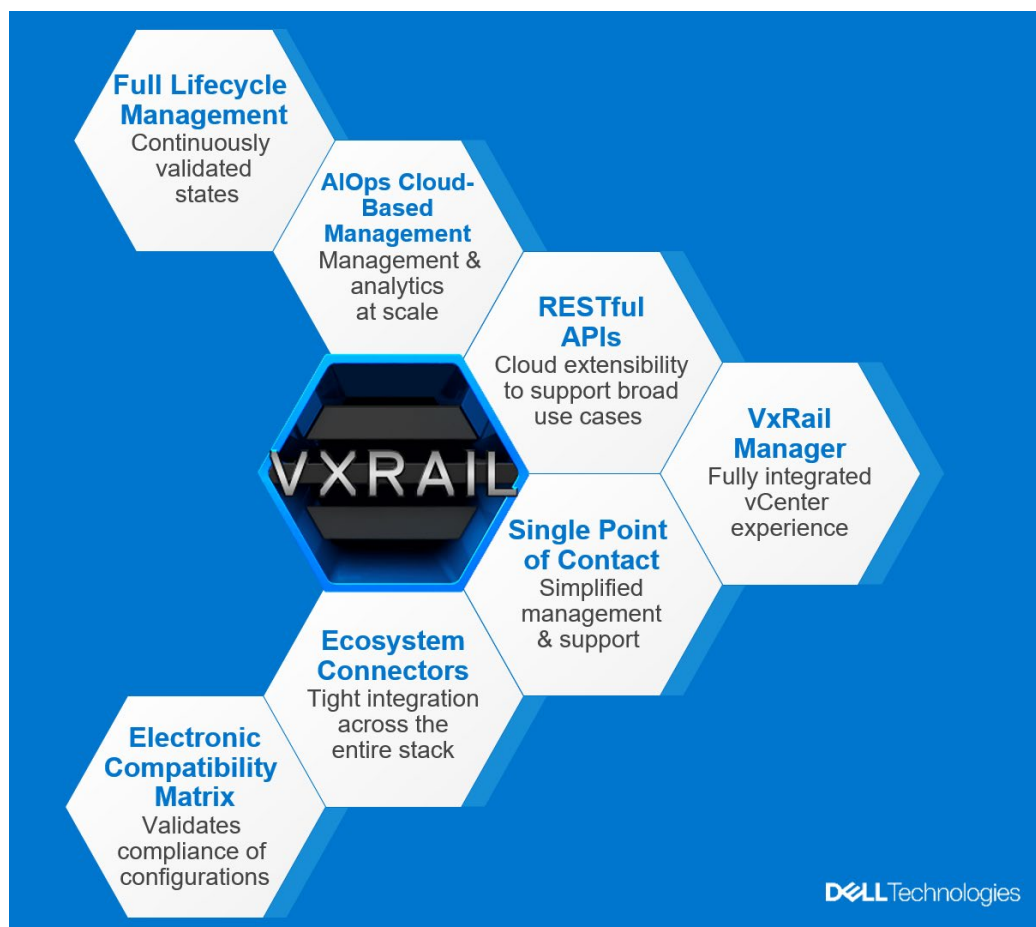 Full Lifecycle
Management
Continuously
validated
states
AIOps Cloud-
Based
Management
Management &
analytics
at scale
RESTful
APIs
Cloud extensibility
to support broad
use cases
VxRail
Manager
Fully integrated
vCenter
experience
VXRAIL
Single Point
of Contact
Simplified
management
& support
Ecosystem
Connectors
Tight integration
across the
entire stack
Electronic
Compatibility
Matrix
Validates
compliance of
configurations
DELLTechnologies